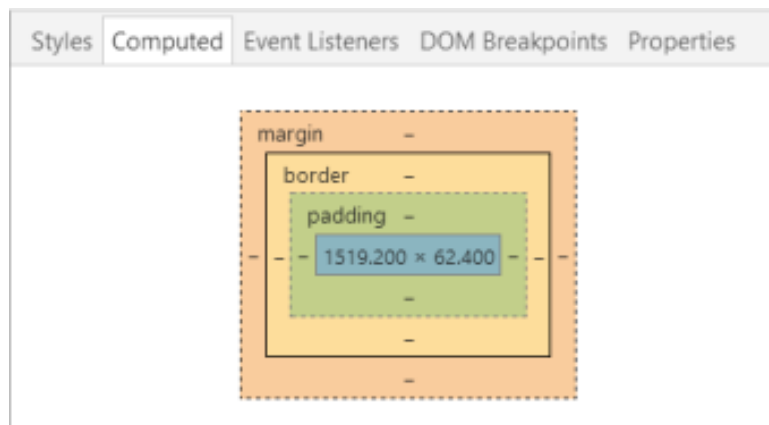 Styles Computed Event Listeners DOM Breakpoints Properties
margin –
border –
padding –
– – – 1519.200 × 62.400 – – –
–
–
–